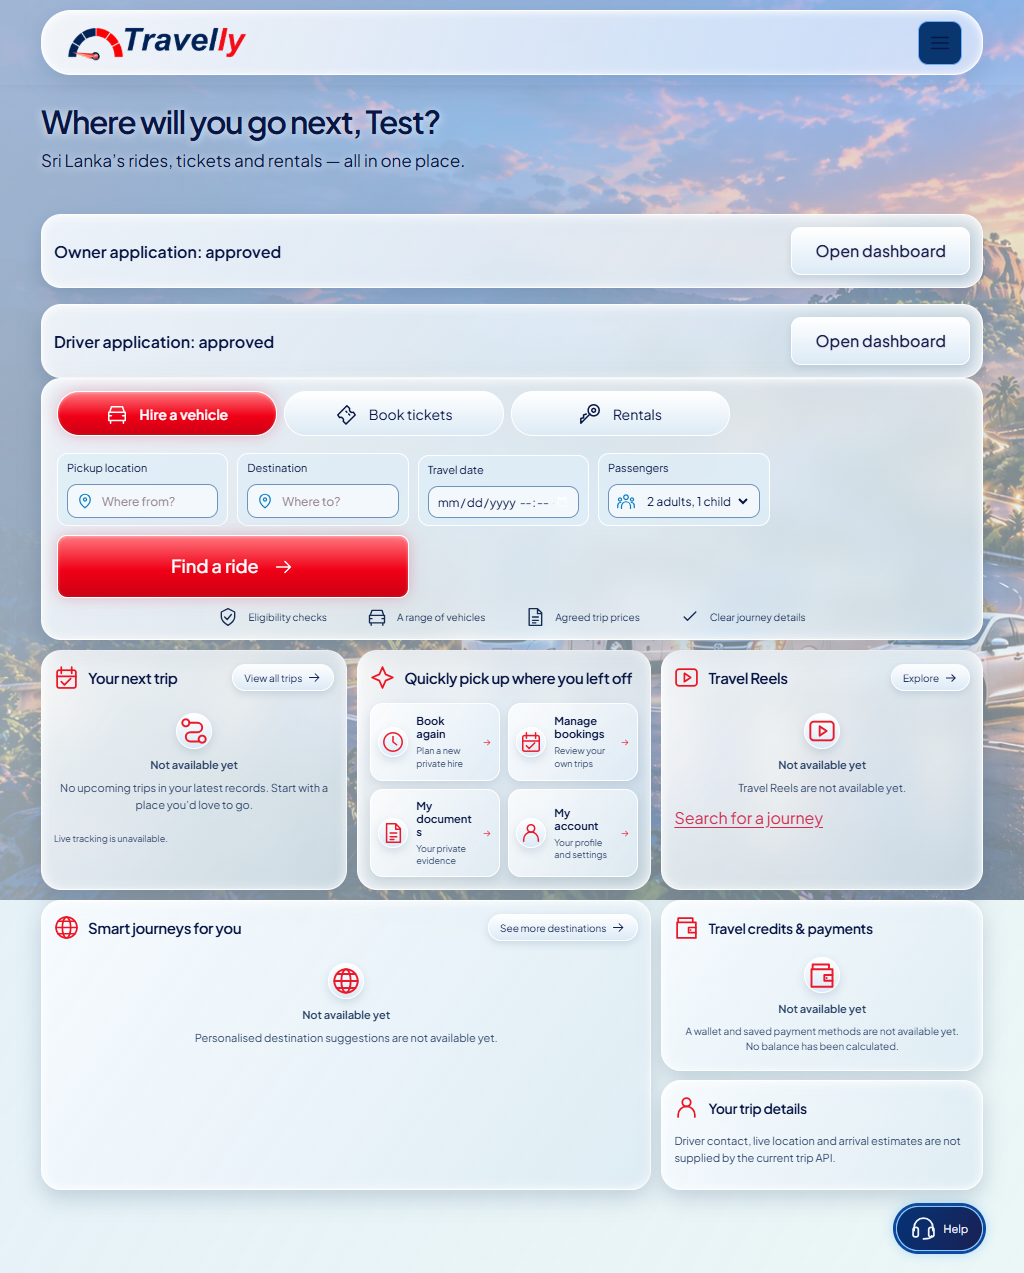 Travelly
Where will you go next, Test?
Sri Lanka's rides, tickets and rentals — all in one place.
Owner application: approved
Open dashboard
Driver application: approved
Open dashboard
Hire a vehicle
Book tickets
Rentals
Pickup location
Destination
Travel date
Passengers
Where from?
Where to?
mm/dd/yyyy --:--
2 adults, 1 child
Find a ride
Eligibility checks
A range of vehicles
Agreed trip prices
Clear journey details
Your next trip
View all trips
Not available yet
No upcoming trips in your latest records. Start with a
place you'd love to go.
Live tracking is unavailable.
Quickly pick up where you left off
Book
again
Plan a new
private hire
Manage
bookings
Review your
own trips
My
document
s
Your private
evidence
My
account
Your profile
and settings
Travel Reels
Explore
Not available yet
Travel Reels are not available yet.
Search for a journey
Smart journeys for you
See more destinations
Not available yet
Personalised destination suggestions are not available yet.
Travel credits & payments
Not available yet
A wallet and saved payment methods are not available yet.
No balance has been calculated.
Your trip details
Driver contact, live location and arrival estimates are not
supplied by the current trip API.
Help